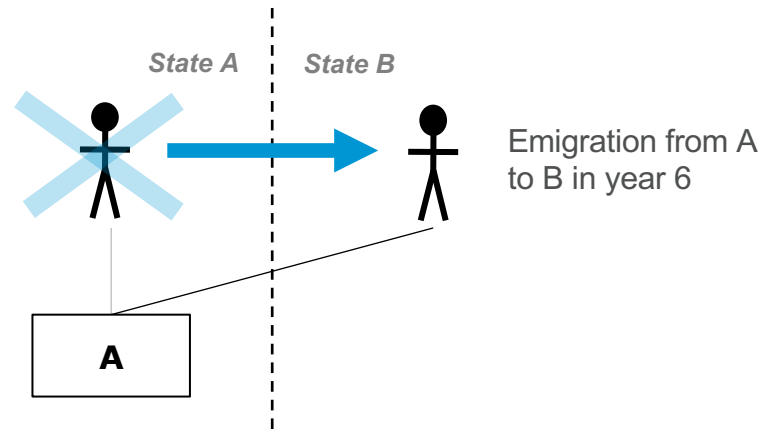 State A
State B
Emigration from A
to B in year 6
A